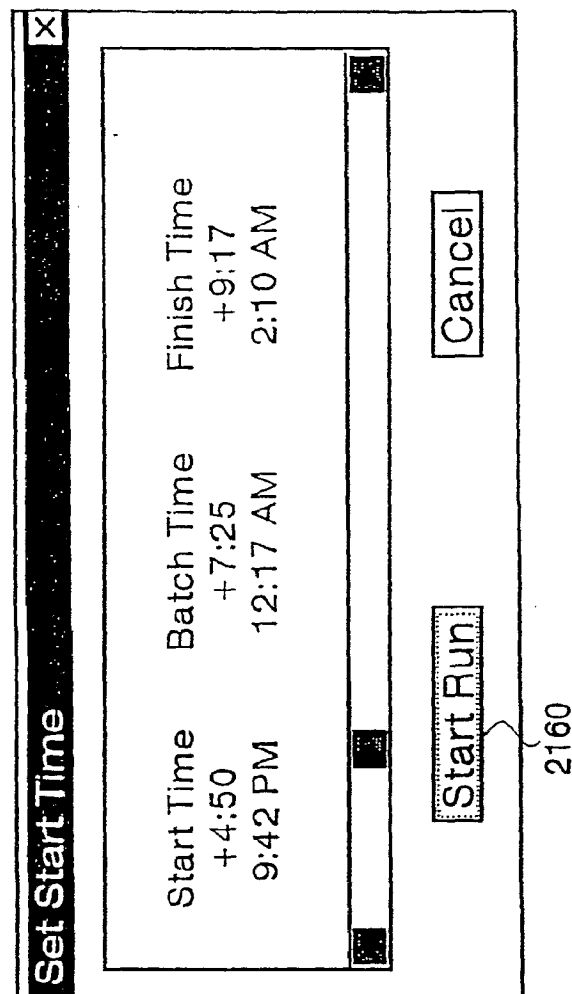 Set Start Time
Start Time Batch Time Finish Time
+4:50 +7:25 +9:17
9:42 PM 12:17 AM 2:10 AM
Start Run Cancel
2160